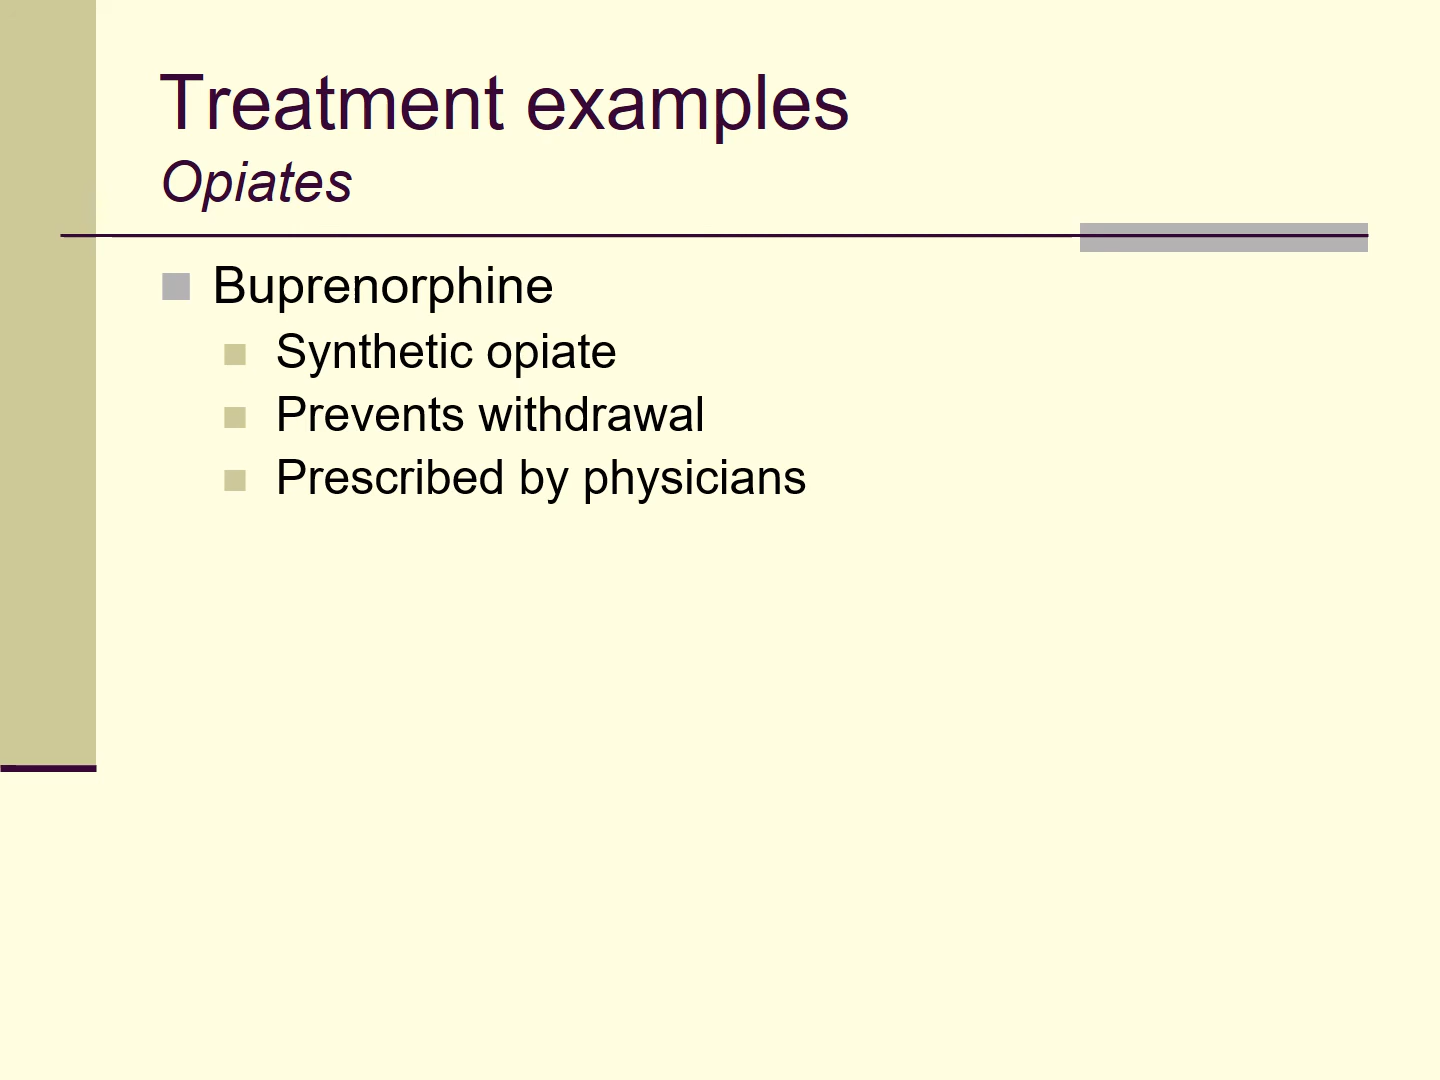 Treatment examples
Opiates
Buprenorphine
Synthetic opiate
Prevents withdrawal
Prescribed by physicians